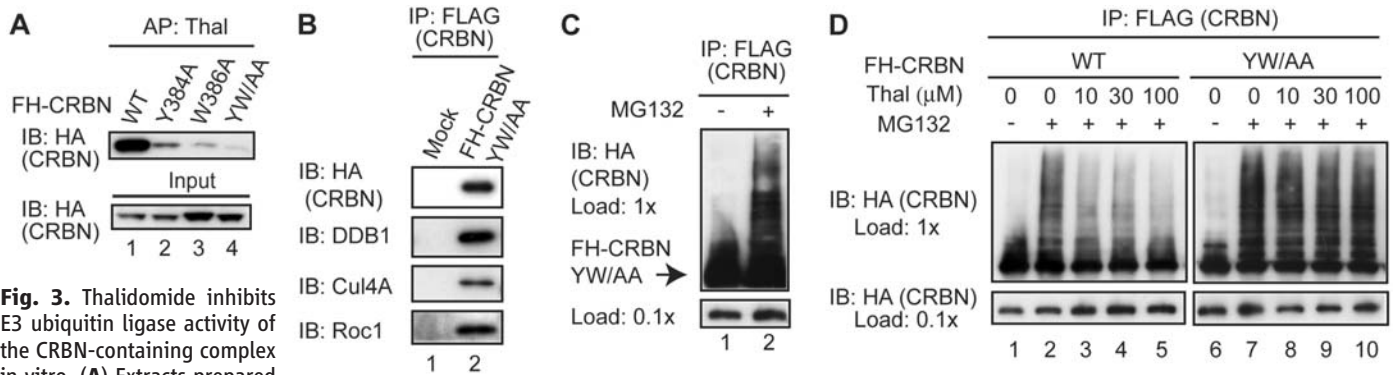 A
AP: Thal
FH-CRBN WT Y384A W386A YW/AA
IB: HA
(CRBN)
Input
IB: HA
(CRBN)
1 2 3 4
B
IP: FLAG
(CRBN)
Mock FH-CRBN YW/AA
IB: HA
(CRBN)
IB: DDB1
IB: Cul4A
IB: Roc1
1 2
C
IP: FLAG
(CRBN)
MG132 - +
IB: HA
(CRBN)
Load: 1x
FH-CRBN
YW/AA
Load: 0.1x
1 2
D
IP: FLAG (CRBN)
FH-CRBN WT YW/AA
Thal (µM) 0 0 10 30 100 0 0 10 30 100
MG132 - + + + + - + + + +
IB: HA (CRBN)
Load: 1x
IB: HA (CRBN)
Load: 0.1x
1 2 3 4 5 6 7 8 9 10
Fig. 3. Thalidomide inhibits
E3 ubiquitin ligase activity of
the CRBN-containing complex
in vitro. (A) Extracts prepared